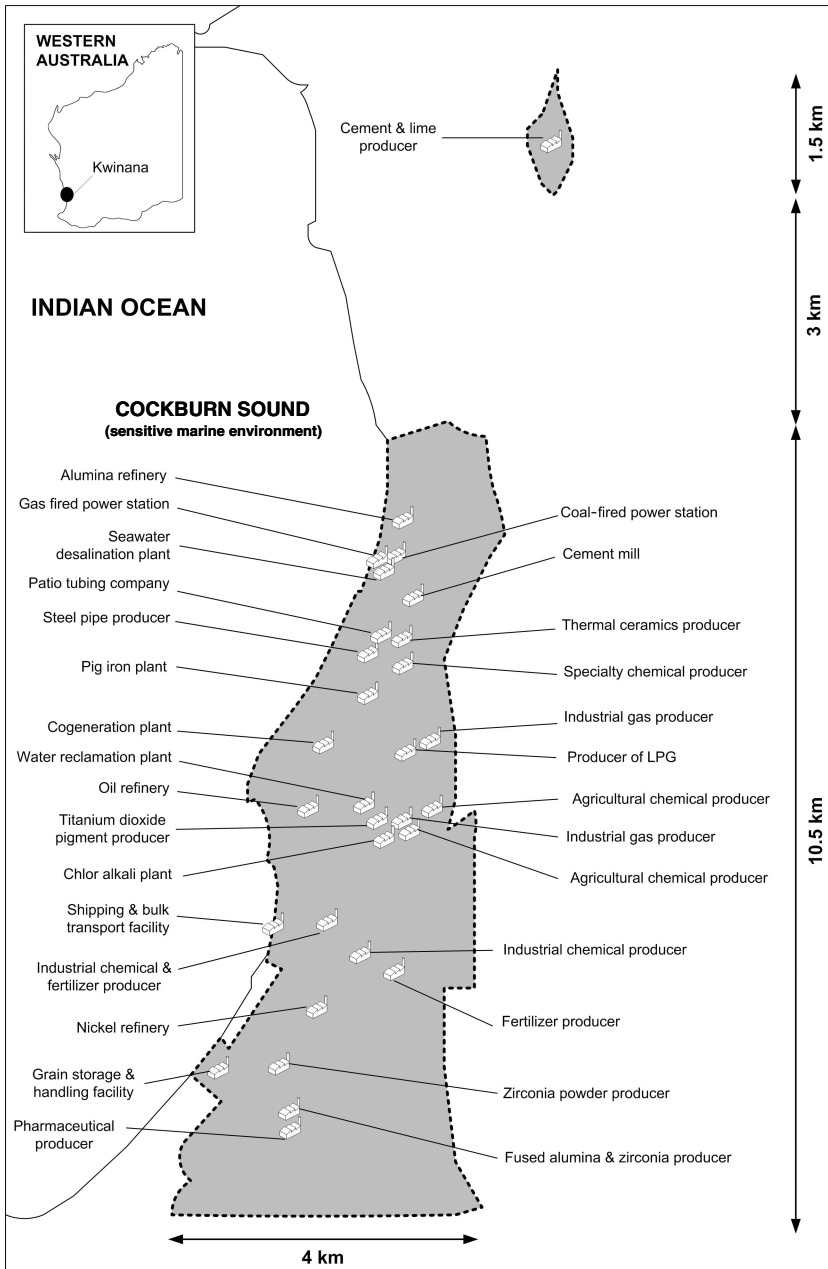 WESTERN
AUSTRALIA
Kwinana
Cement & lime
producer
1.5 km
3 km
INDIAN OCEAN
COCKBURN SOUND
(sensitive marine environment)
Alumina refinery
Gas fired power station
Seawater
desalination plant
Patio tubing company
Steel pipe producer
Pig iron plant
Cogeneration plant
Water reclamation plant
Oil refinery
Titanium dioxide
pigment producer
Chlor alkali plant
Shipping & bulk
transport facility
Industrial chemical &
fertilizer producer
Nickel refinery
Grain storage &
handling facility
Pharmaceutical
producer
Coal-fired power station
Cement mill
Thermal ceramics producer
Specialty chemical producer
Industrial gas producer
Producer of LPG
Agricultural chemical producer
Industrial gas producer
Agricultural chemical producer
Industrial chemical producer
Fertilizer producer
Zirconia powder producer
Fused alumina & zirconia producer
10.5 km
4 km